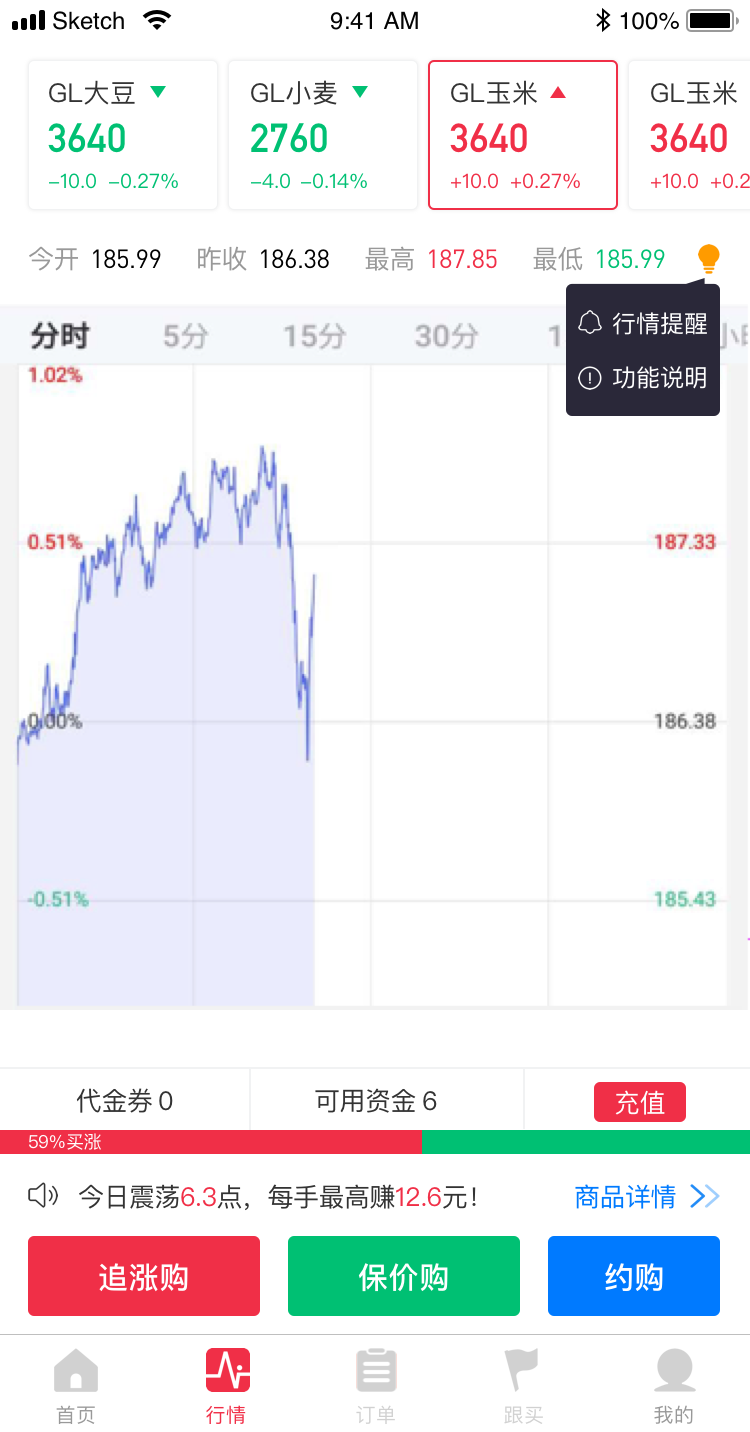 Sketch 9:41 AM 100%
GL大豆 GL小麦 GL玉米 GL玉米
3640 2760 3640 3640
-10.0 -0.27% -4.0 -0.14% +10.0 +0.27% +10.0 +0.2
今开 185.99 昨收 186.38 最高 187.85 最低 185.99
分时 5分 15分 30分 1
行情提醒
功能说明
1.02%
0.51% 187.33
0.00% 186.38
-0.51% 185.43
代金券 0 可用资金 6 充值
59%买涨
今日震荡6.3点，每手最高赚12.6元！ 商品详情
追涨购 保价购 约购
首页 行情 订单 跟买 我的